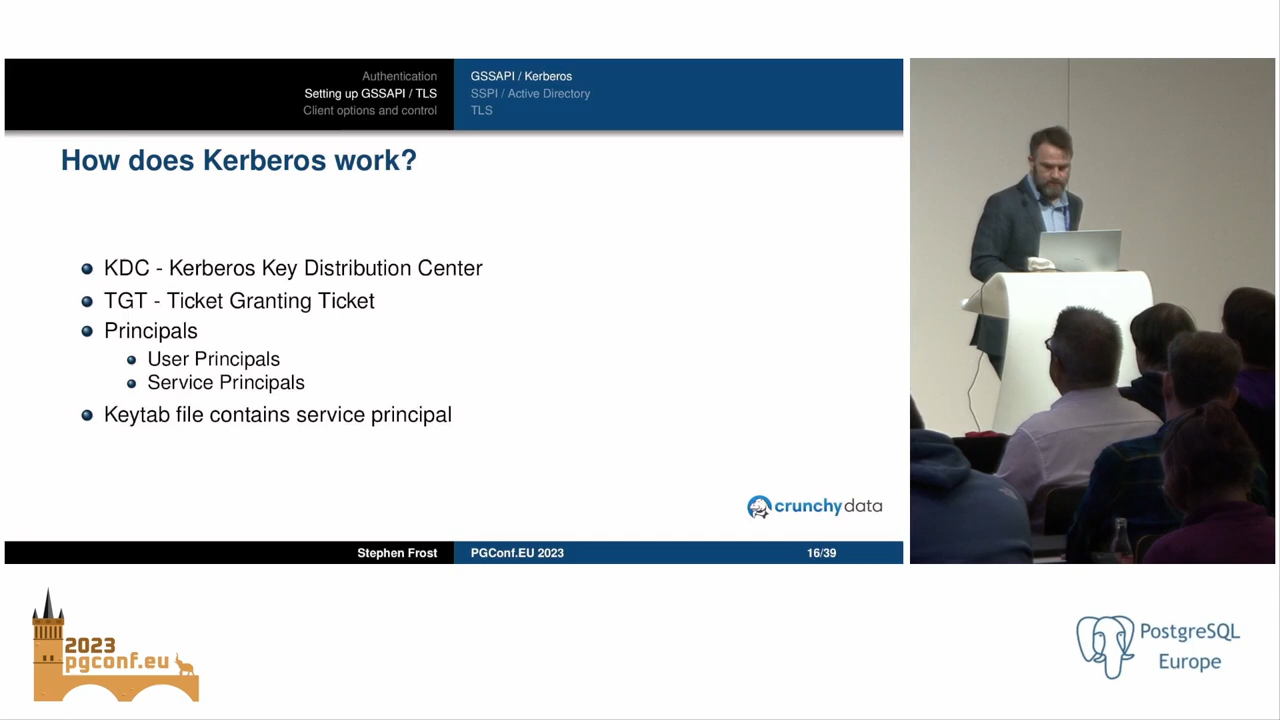 Authentication
Setting up GSSAPI / TLS
Client options and control
GSSAPI / Kerberos
SSPI / Active Directory
TLS
How does Kerberos work?
KDC - Kerberos Key Distribution Center
TGT - Ticket Granting Ticket
Principals
User Principals
Service Principals
Keytab file contains service principal
crunchydata
Stephen Frost
PGConf.EU 2023
16/39
2023
pgconf.eu
PostgreSQL
Europe